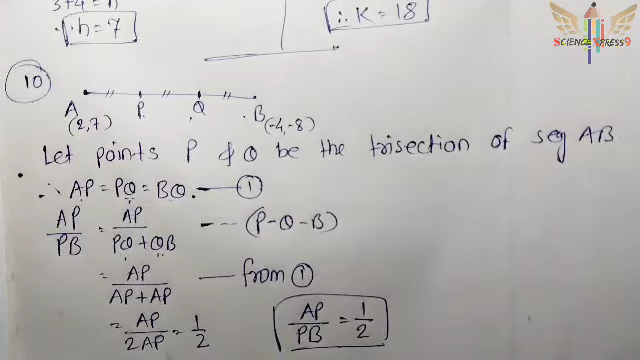 3+4=h
∴ h = 7
∴ K = 18
SCIENCE XPRESS9
10
A P Q B
(2,7) (-4,-8)
Let points P & Q be the trisection of seg AB
∴ AP = PQ = BQ. — ①
AP/PB = AP/PQ+QB --- (P-Q-B)
= AP/AP+AP — from ①
= AP/2AP = 1/2
AP/PB = 1/2